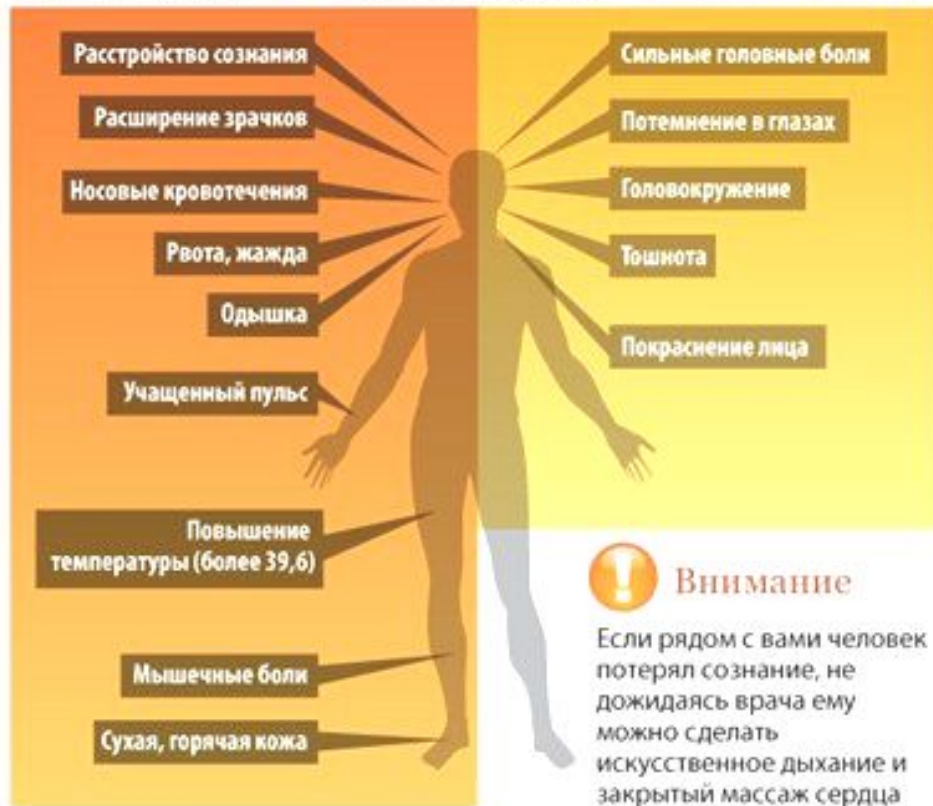 Расстройство сознания
Расширение зрачков
Носовые кровотечения
Рвота, жажда
Одышка
Учащенный пульс
Повышение
температуры (более 39,6)
Мышечные боли
Сухая, горячая кожа
Сильные головные боли
Потемнение в глазах
Головокружение
Тошнота
Покраснение лица
Внимание
Если рядом с вами человек
потерял сознание, не
дожидаясь врача ему
можно сделать
искусственное дыхание и
закрытый массаж сердца